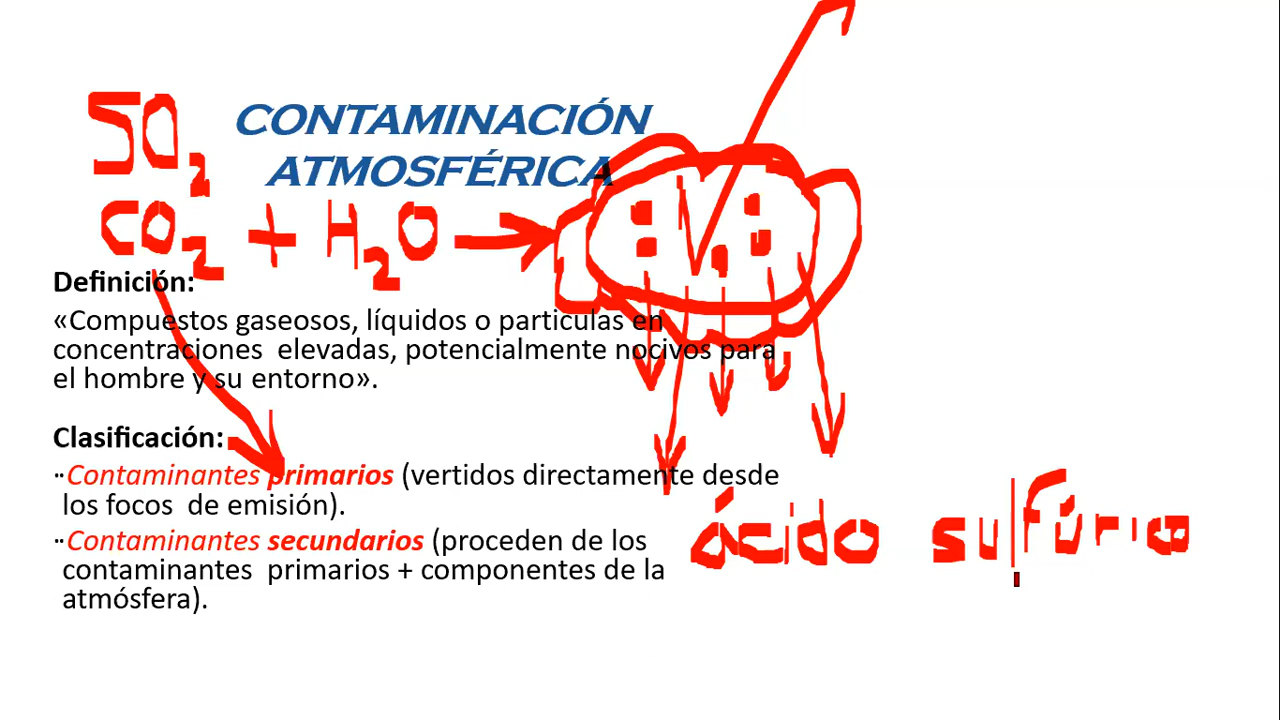 SO2
CONTAMINACIÓN
ATMOSFÉRICA
CO2 + H2O
Definición:
«Compuestos gaseosos, líquidos o particulas en
concentraciones elevadas, potencialmente nocivos para
el hombre y su entorno».
Clasificación:
··Contaminantes primarios (vertidos directamente desde
los focos de emisión).
ácido sulfúrico
··Contaminantes secundarios (proceden de los
contaminantes primarios + componentes de la
atmósfera).